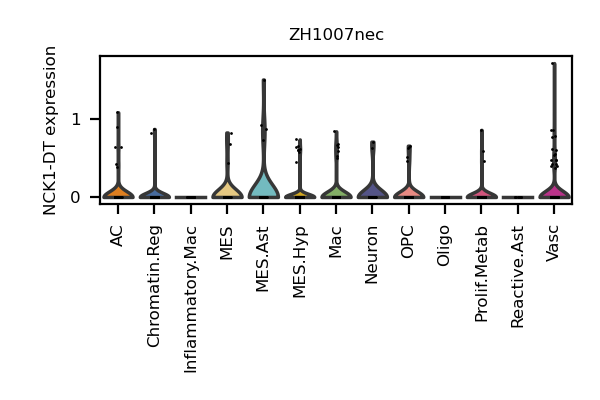 ZH1007nec
NCK1-DT expression
1
0
AC
Chromatin.Reg
Inflammatory.Mac
MES
MES.Ast
MES.Hyp
Mac
Neuron
OPC
Oligo
Prolif.Metab
Reactive.Ast
Vasc